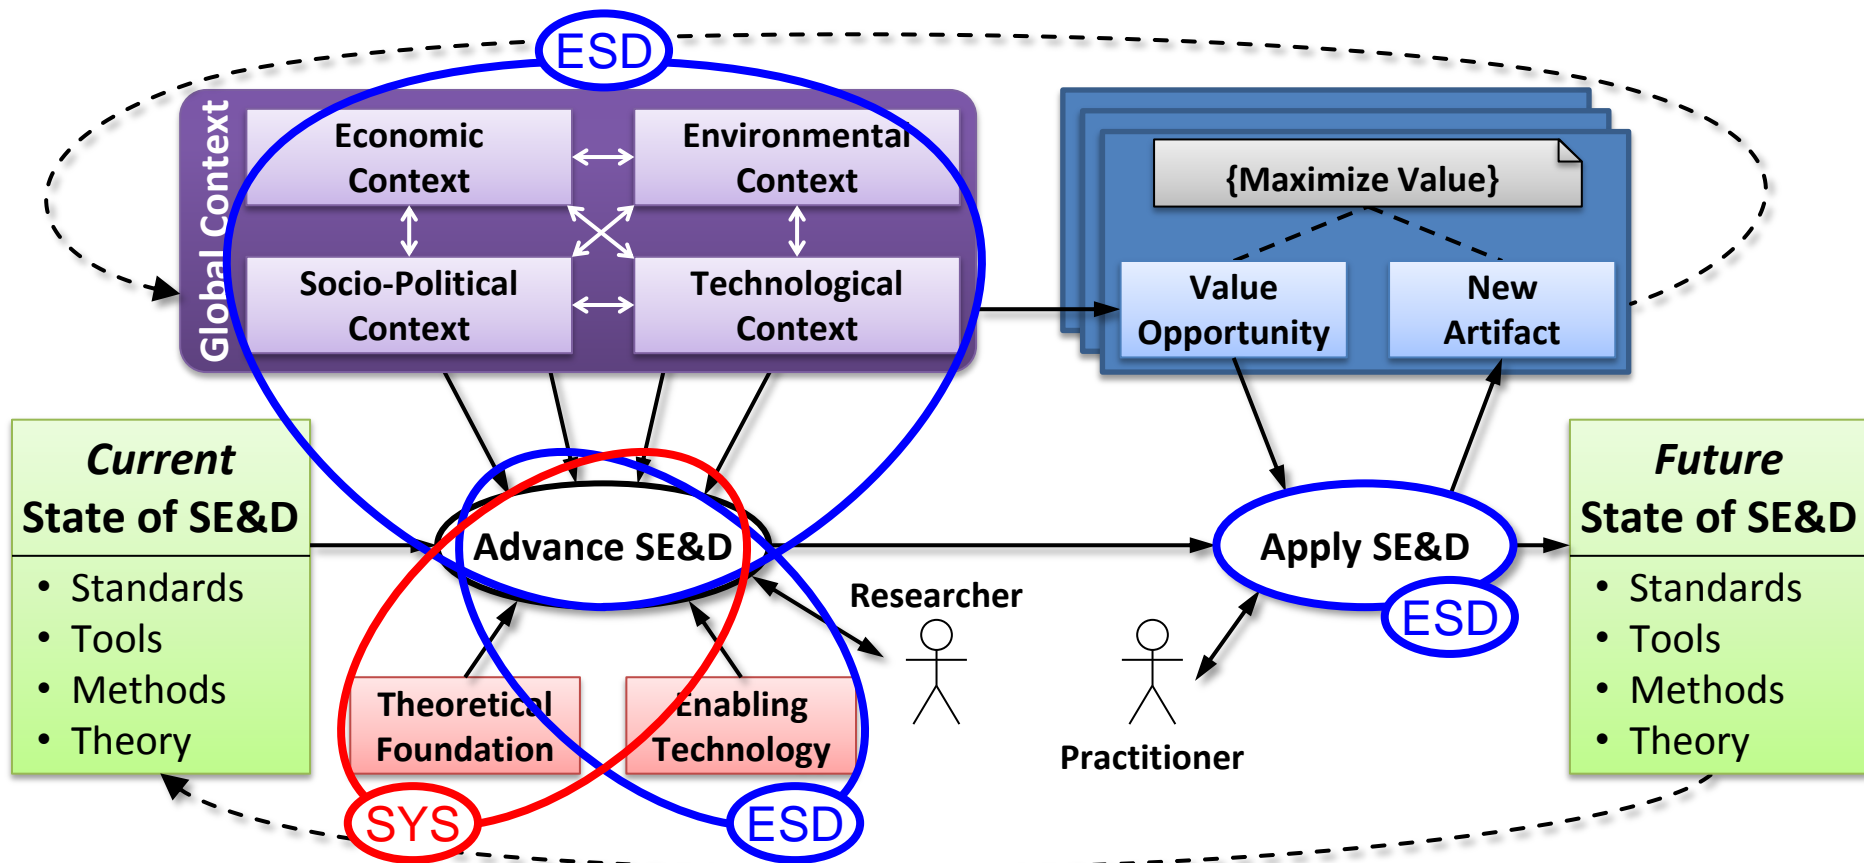 ESD
Global Context
Economic
Context
Environmental
Context
Socio-Political
Context
Technological
Context
{Maximize Value}
Value
Opportunity
New
Artifact
Current
State of SE&D
• Standards
• Tools
• Methods
• Theory
Advance SE&D
Apply SE&D
ESD
Researcher
Practitioner
Theoretical
Foundation
Enabling
Technology
SYS
ESD
Future
State of SE&D
• Standards
• Tools
• Methods
• Theory